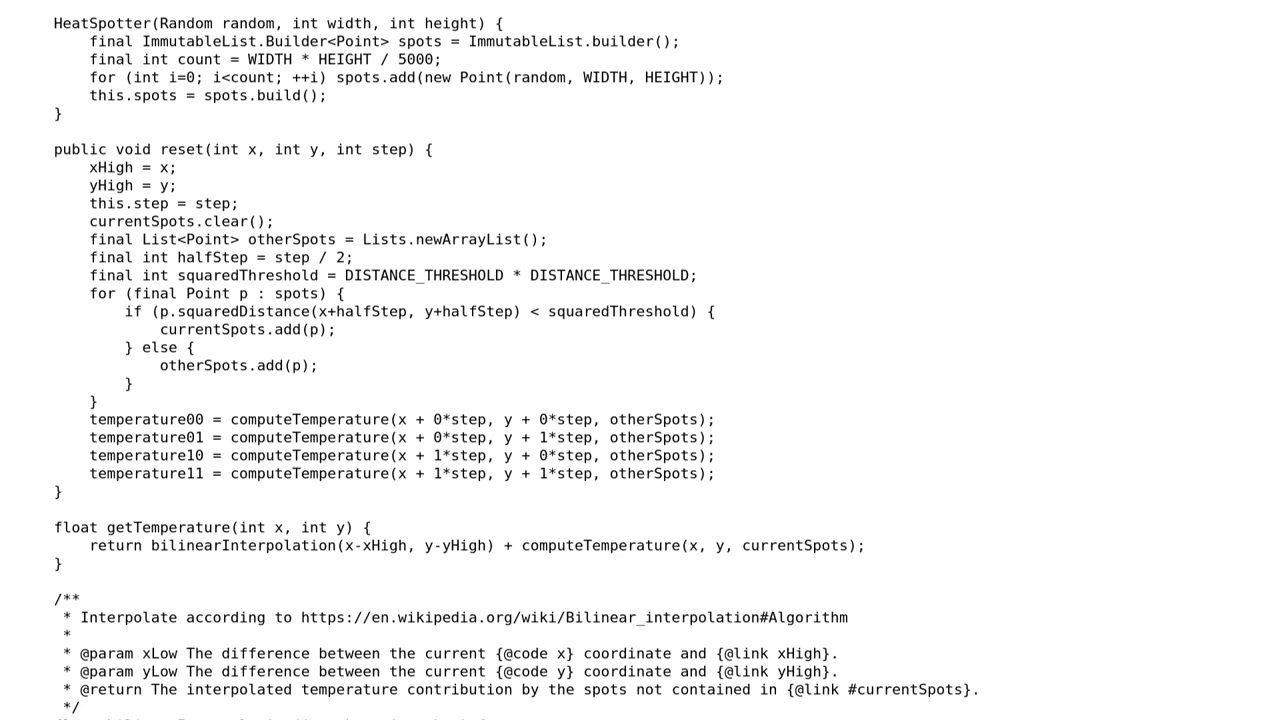 HeatSpotter(Random random, int width, int height) {
final ImmutableList.Builder<Point> spots = ImmutableList.builder();
final int count = WIDTH * HEIGHT / 5000;
for (int i=0; i<count; ++i) spots.add(new Point(random, WIDTH, HEIGHT));
this.spots = spots.build();
}
public void reset(int x, int y, int step) {
xHigh = x;
yHigh = y;
this.step = step;
currentSpots.clear();
final List<Point> otherSpots = Lists.newArrayList();
final int halfStep = step / 2;
final int squaredThreshold = DISTANCE_THRESHOLD * DISTANCE_THRESHOLD;
for (final Point p : spots) {
if (p.squaredDistance(x+halfStep, y+halfStep) < squaredThreshold) {
currentSpots.add(p);
} else {
otherSpots.add(p);
}
}
temperature00 = computeTemperature(x + 0*step, y + 0*step, otherSpots);
temperature01 = computeTemperature(x + 0*step, y + 1*step, otherSpots);
temperature10 = computeTemperature(x + 1*step, y + 0*step, otherSpots);
temperature11 = computeTemperature(x + 1*step, y + 1*step, otherSpots);
}
float getTemperature(int x, int y) {
return bilinearInterpolation(x-xHigh, y-yHigh) + computeTemperature(x, y, currentSpots);
}
/**
* Interpolate according to https://en.wikipedia.org/wiki/Bilinear_interpolation#Algorithm
*
* @param xLow The difference between the current {@code x} coordinate and {@link xHigh}.
* @param yLow The difference between the current {@code y} coordinate and {@link yHigh}.
* @return The interpolated temperature contribution by the spots not contained in {@link #currentSpots}.
*/